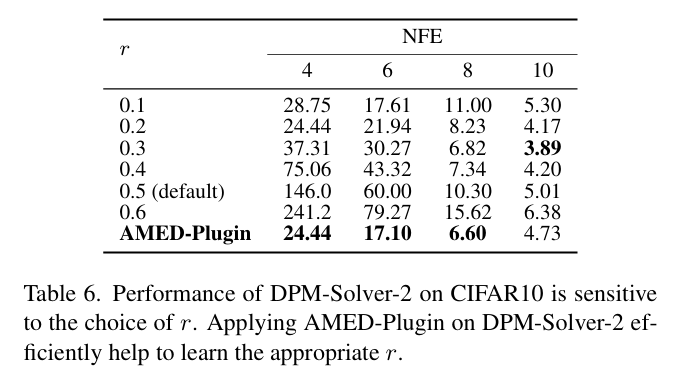 r NFE
4 6 8 10
0.1 28.75 17.61 11.00 5.30
0.2 24.44 21.94 8.23 4.17
0.3 37.31 30.27 6.82 3.89
0.4 75.06 43.32 7.34 4.20
0.5 (default) 146.0 60.00 10.30 5.01
0.6 241.2 79.27 15.62 6.38
AMED-Plugin 24.44 17.10 6.60 4.73
Table 6. Performance of DPM-Solver-2 on CIFAR10 is sensitive
to the choice of r. Applying AMED-Plugin on DPM-Solver-2 ef-
ficiently help to learn the appropriate r.